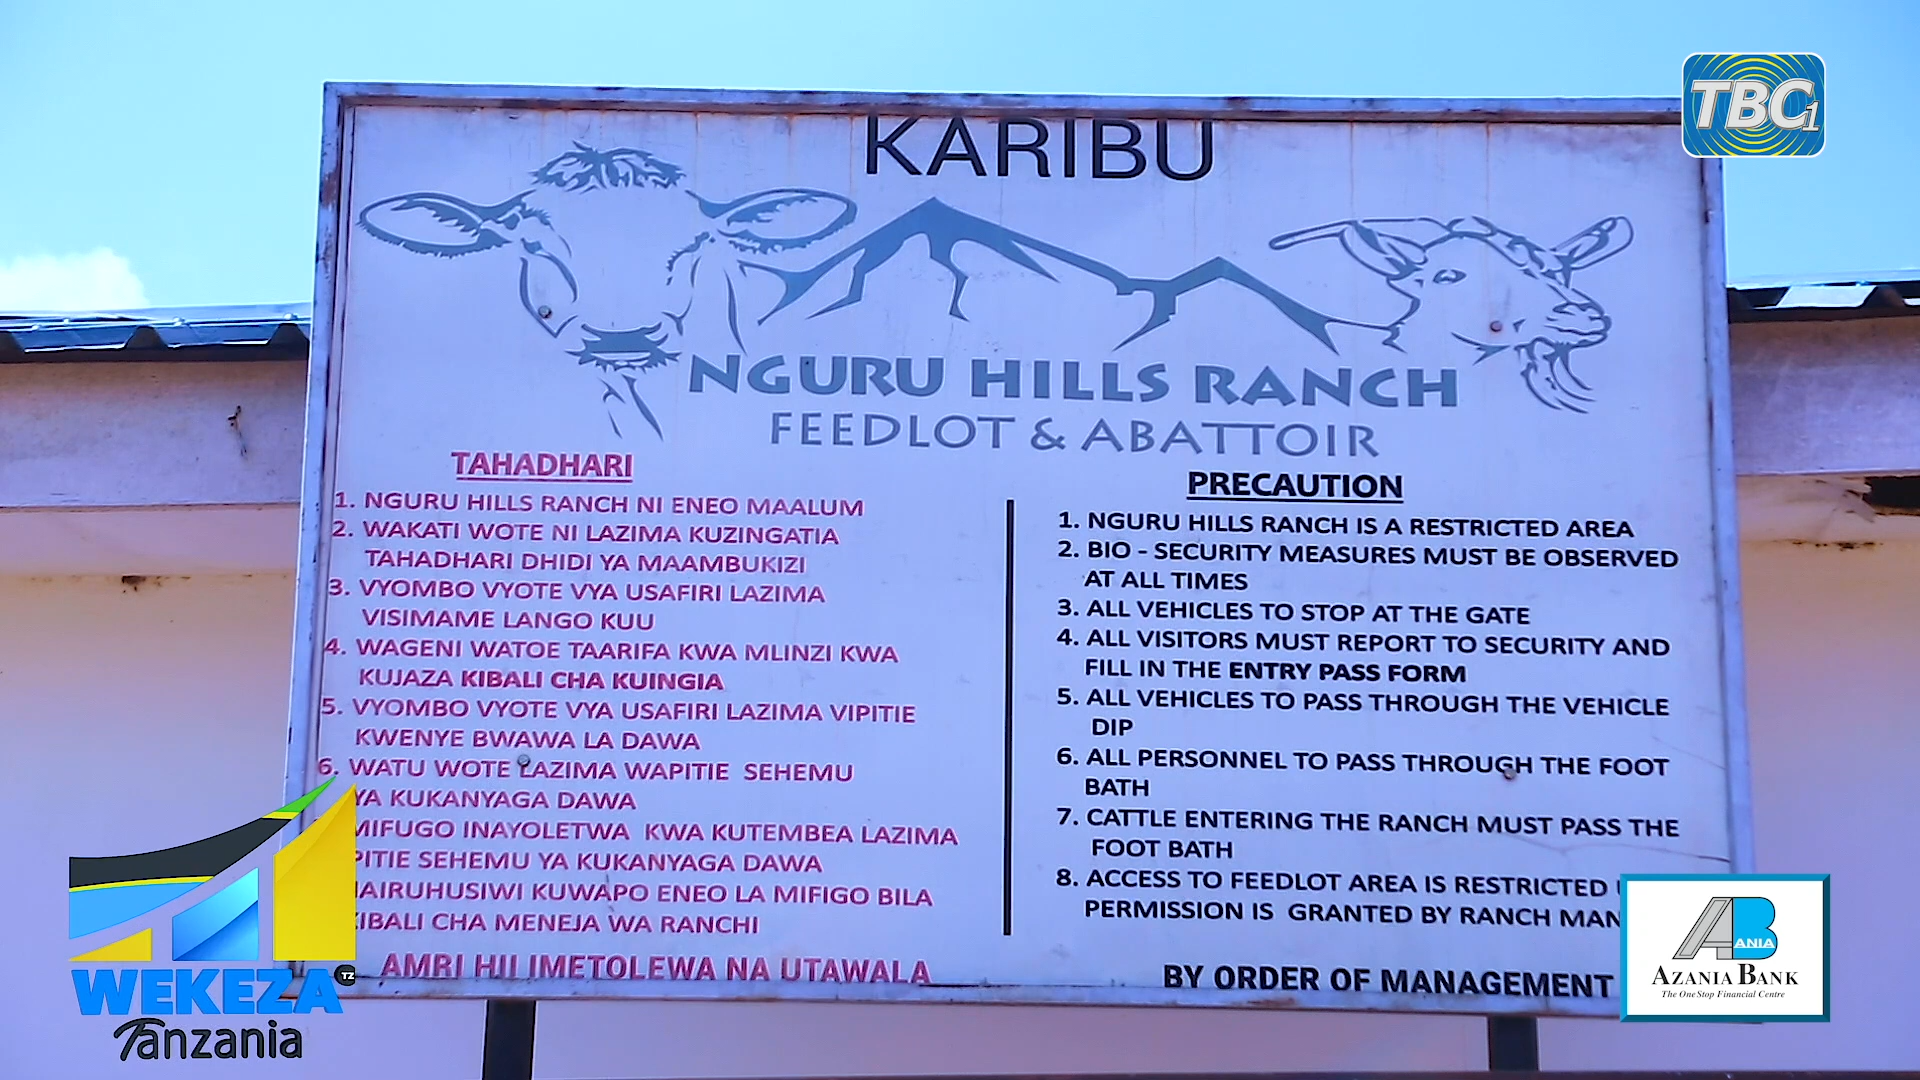 TBC1
KARIBU
NGURU HILLS RANCH
FEEDLOT & ABATTOIR
TAHADHARI
1. NGURU HILLS RANCH NI ENEO MAALUM
2. WAKATI WOTE NI LAZIMA KUZINGATIA
TAHADHARI DHIDI YA MAAMBUKIZI
3. VYOMBO VYOTE VYA USAFIRI LAZIMA
VISIMAME LANGO KUU
4. WAGENI WATOE TAARIFA KWA MLINZI KWA
KUJAZA KIBALI CHA KUINGIA
5. VYOMBO VYOTE VYA USAFIRI LAZIMA VIPITIE
KWENYE BWAWA LA DAWA
6. WATU WOTE LAZIMA WAPITIE SEHEMU
YA KUKANYAGA DAWA
MIFUGO INAYOLETWA KWA KUTEMBEA LAZIMA
PITIE SEHEMU YA KUKANYAGA DAWA
HAIRUHUSIWI KUWAPO ENEO LA MIFIGO BILA
KIBALI CHA MENEJA WA RANCHI
AMRI HII IMETOLEWA NA UTAWALA
PRECAUTION
1. NGURU HILLS RANCH IS A RESTRICTED AREA
2. BIO - SECURITY MEASURES MUST BE OBSERVED
AT ALL TIMES
3. ALL VEHICLES TO STOP AT THE GATE
4. ALL VISITORS MUST REPORT TO SECURITY AND
FILL IN THE ENTRY PASS FORM
5. ALL VEHICLES TO PASS THROUGH THE VEHICLE
DIP
6. ALL PERSONNEL TO PASS THROUGH THE FOOT
BATH
7. CATTLE ENTERING THE RANCH MUST PASS THE
FOOT BATH
8. ACCESS TO FEEDLOT AREA IS RESTRICTED
PERMISSION IS GRANTED BY RANCH MAN
BY ORDER OF MANAGEMENT
WEKEZA TZ
Tanzania
AB ANIA
AZANIA BANK
The One Stop Financial Centre